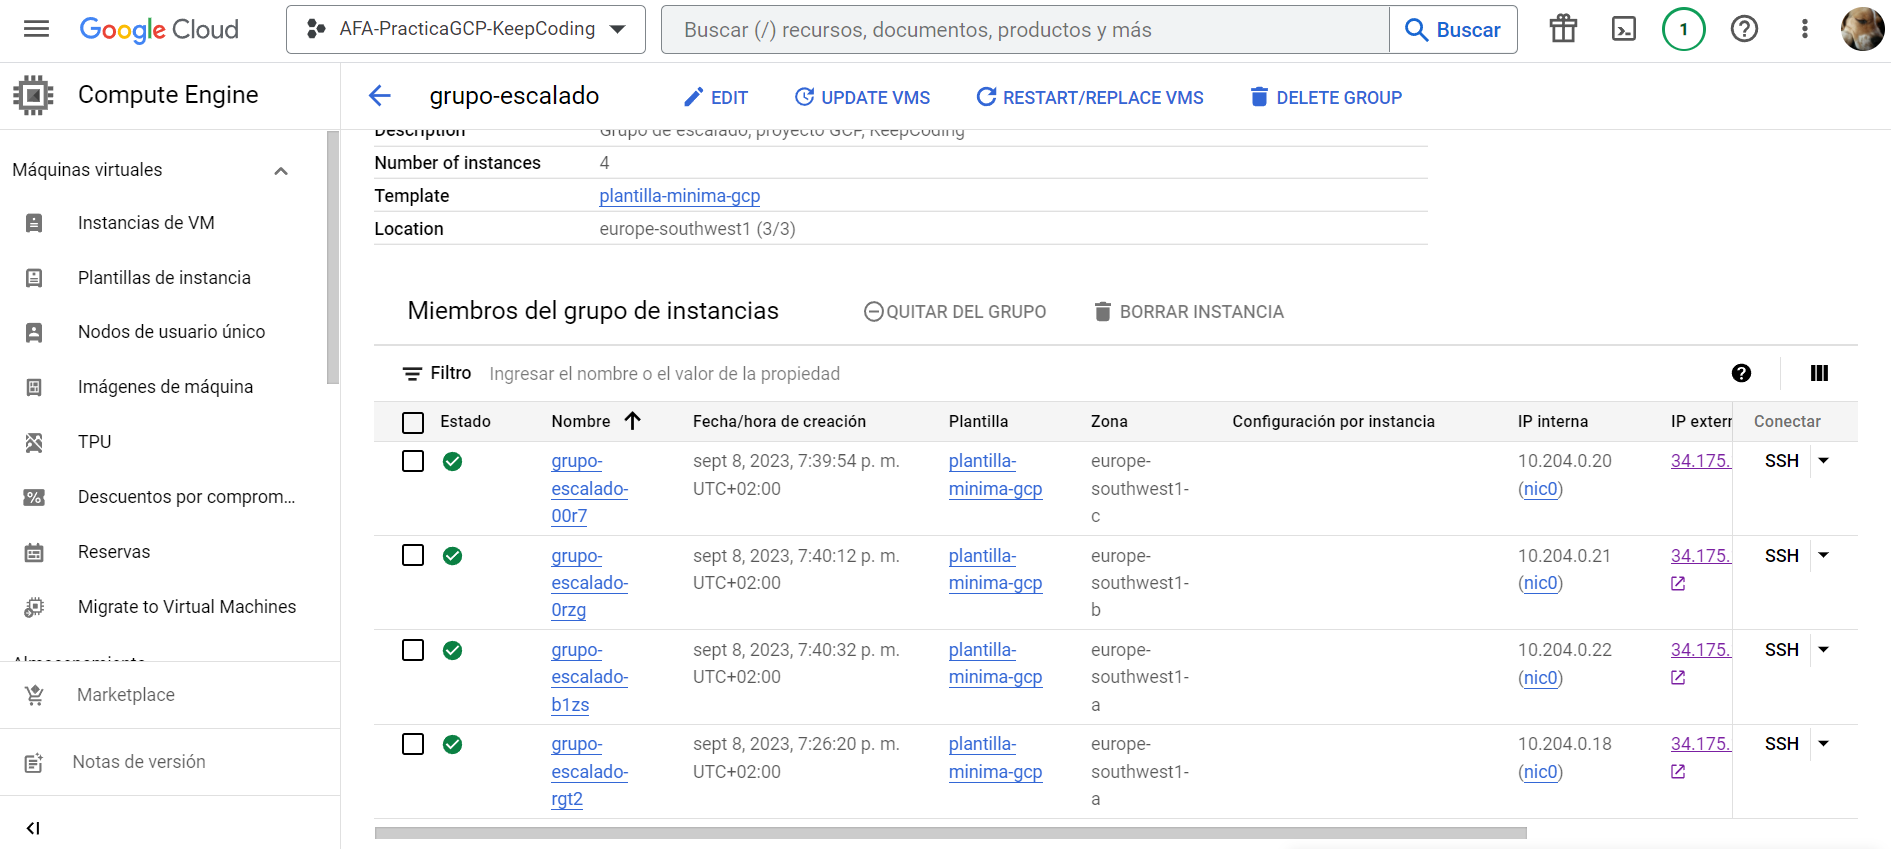 Google Cloud
AFA-PracticaGCP-KeepCoding
Buscar (/) recursos, documentos, productos y más
Buscar
1
Compute Engine
grupo-escalado
EDIT
UPDATE VMS
RESTART/REPLACE VMS
DELETE GROUP
Máquinas virtuales
Instancias de VM
Plantillas de instancia
Nodos de usuario único
Imágenes de máquina
TPU
Descuentos por comprom...
Reservas
Migrate to Virtual Machines
Almacenamiento
Marketplace
Notas de versión
Description Grupo de escalado, proyecto GCP, KeepCoding
Number of instances 4
Template plantilla-minima-gcp
Location europe-southwest1 (3/3)
Miembros del grupo de instancias
QUITAR DEL GRUPO
BORRAR INSTANCIA
Filtro Ingresar el nombre o el valor de la propiedad
Estado Nombre Fecha/hora de creación Plantilla Zona Configuración por instancia IP interna IP extern Conectar
grupo- sept 8, 2023, 7:39:54 p. m. plantilla- europe- 10.204.0.20 34.175. SSH
escalado- UTC+02:00 minima-gcp southwest1- (nic0)
00r7 c
grupo- sept 8, 2023, 7:40:12 p. m. plantilla- europe- 10.204.0.21 34.175. SSH
escalado- UTC+02:00 minima-gcp southwest1- (nic0)
0rzg b
grupo- sept 8, 2023, 7:40:32 p. m. plantilla- europe- 10.204.0.22 34.175. SSH
escalado- UTC+02:00 minima-gcp southwest1- (nic0)
b1zs a
grupo- sept 8, 2023, 7:26:20 p. m. plantilla- europe- 10.204.0.18 34.175. SSH
escalado- UTC+02:00 minima-gcp southwest1- (nic0)
rgt2 a